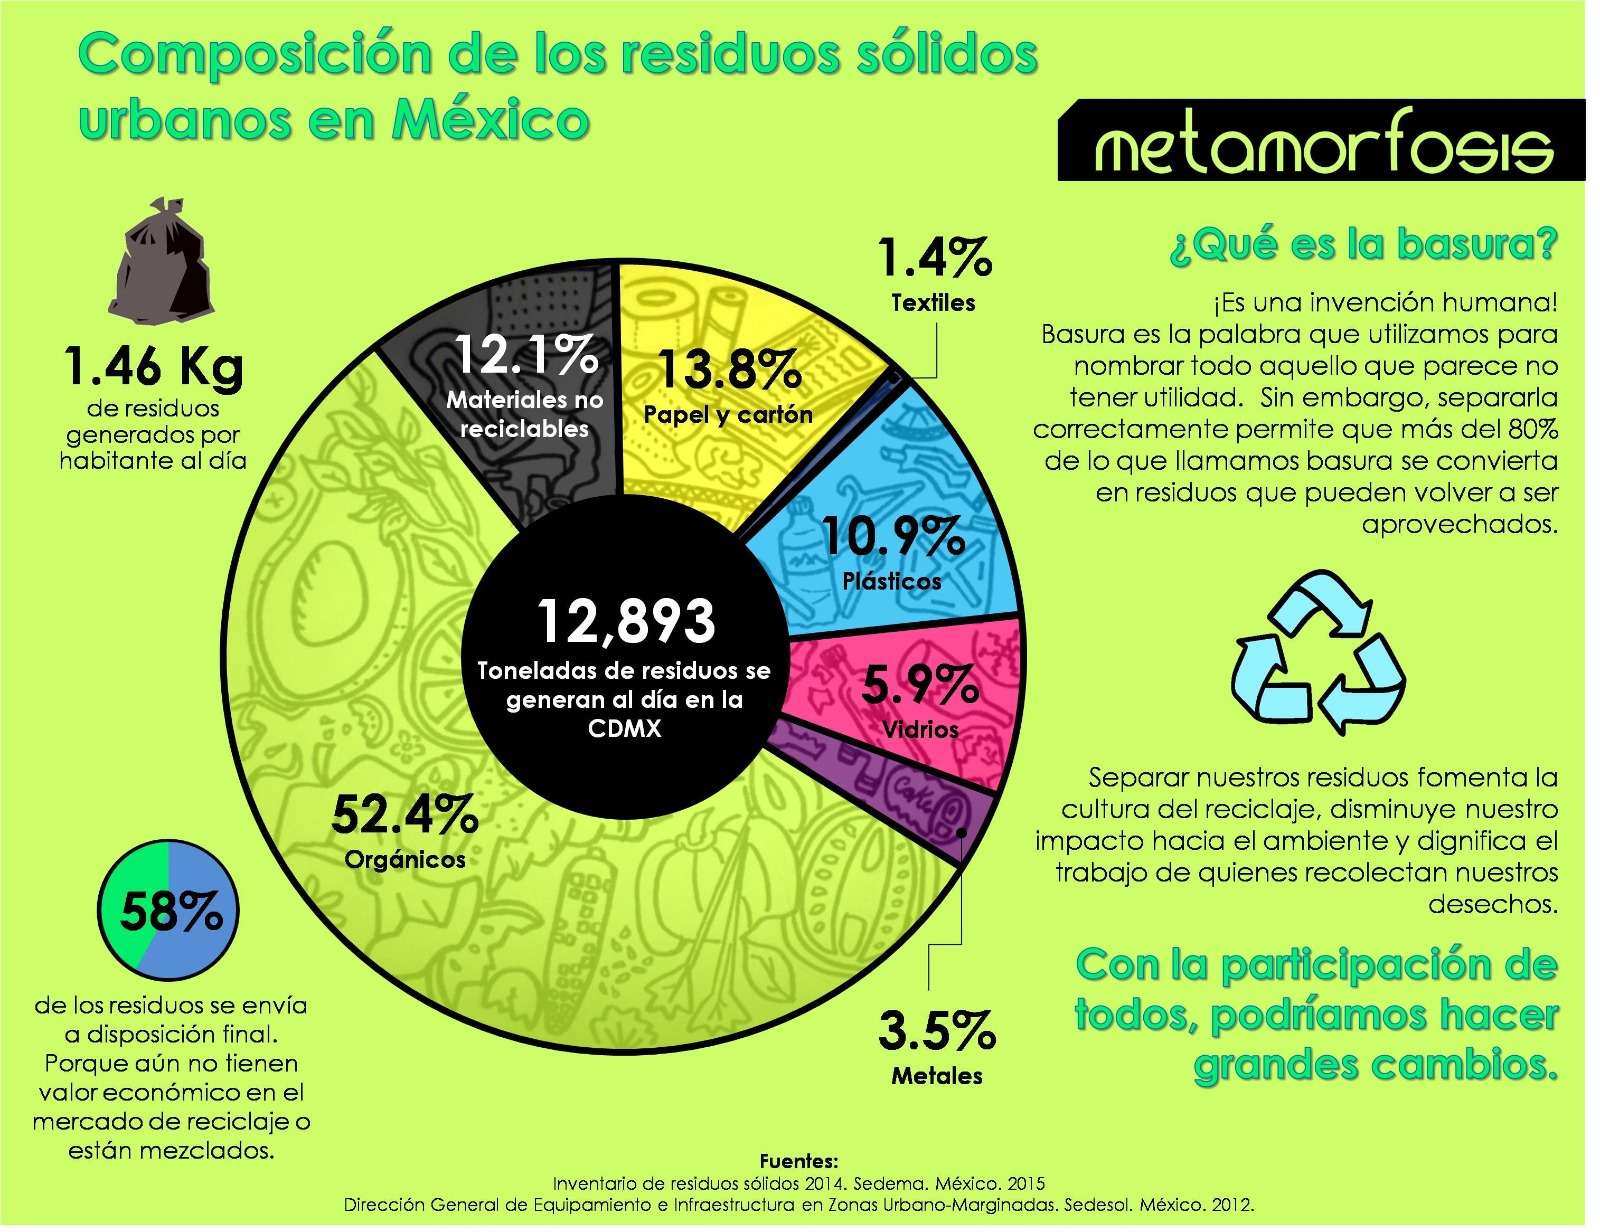 Composición de los residuos sólidos
urbanos en México
metamorfosis
1.46 Kg
de residuos
generados por
habitante al día
58%
de los residuos se envía
a disposición final.
Porque aún no tienen
valor económico en el
mercado de reciclaje o
están mezclados.
12.1%
Materiales no
reciclables
13.8%
Papel y cartón
1.4%
Textiles
10.9%
Plásticos
5.9%
Vidrios
3.5%
Metales
52.4%
Orgánicos
12,893
Toneladas de residuos se
generan al día en la
CDMX
¿Qué es la basura?
¡Es una invención humana!
Basura es la palabra que utilizamos para
nombrar todo aquello que parece no
tener utilidad. Sin embargo, separarla
correctamente permite que más del 80%
de lo que llamamos basura se convierta
en residuos que pueden volver a ser
aprovechados.
Separar nuestros residuos fomenta la
cultura del reciclaje, disminuye nuestro
impacto hacia el ambiente y dignifica el
trabajo de quienes recolectan nuestros
desechos.
Con la participación de
todos, podríamos hacer
grandes cambios.
Fuentes:
Inventario de residuos sólidos 2014. Sedema. México. 2015
Dirección General de Equipamiento e Infraestructura en Zonas Urbano-Marginadas. Sedesol. México. 2012.